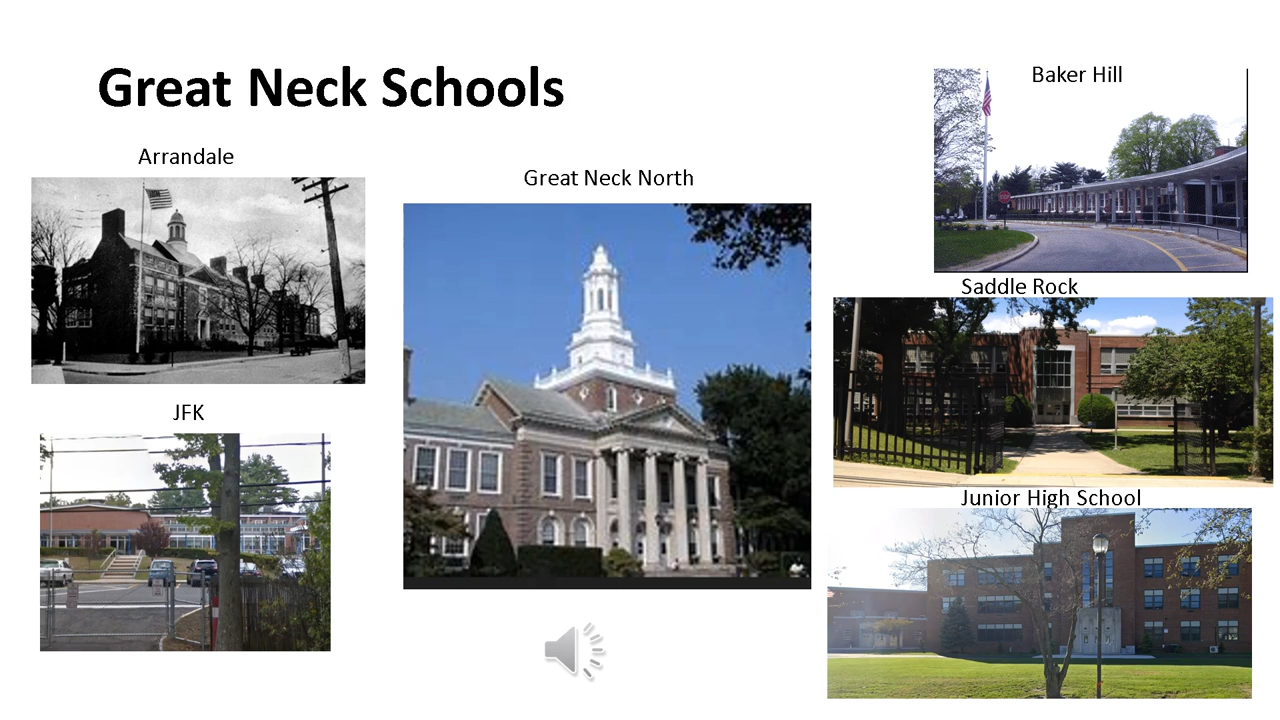 Great Neck Schools
Baker Hill
Arrandale
Great Neck North
Saddle Rock
JFK
Junior High School